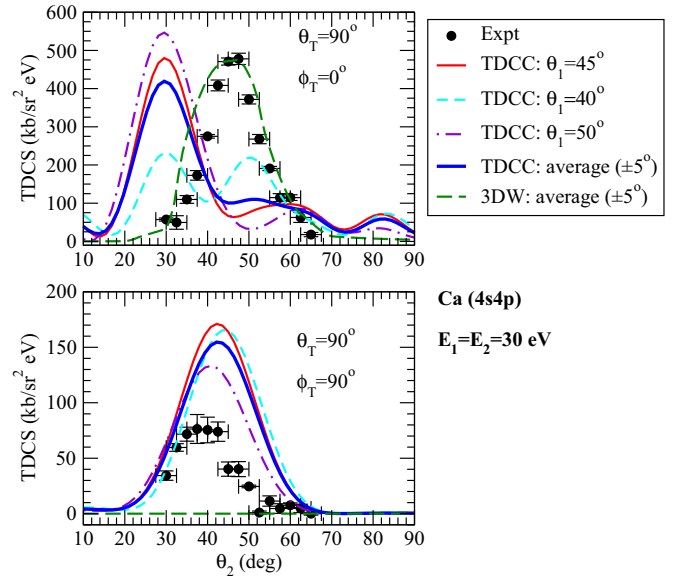 600
500
400
300
200
100
0
TDCS (kb/sr² eV)
θT=90°
ϕT=0°
10 20 30 40 50 60 70 80 90
Expt
TDCC: θ1=45°
TDCC: θ1=40°
TDCC: θ1=50°
TDCC: average (±5°)
3DW: average (±5°)
200
150
100
50
0
TDCS (kb/sr² eV)
θT=90°
ϕT=90°
10 20 30 40 50 60 70 80 90
θ2 (deg)
Ca (4s4p)
E1=E2=30 eV